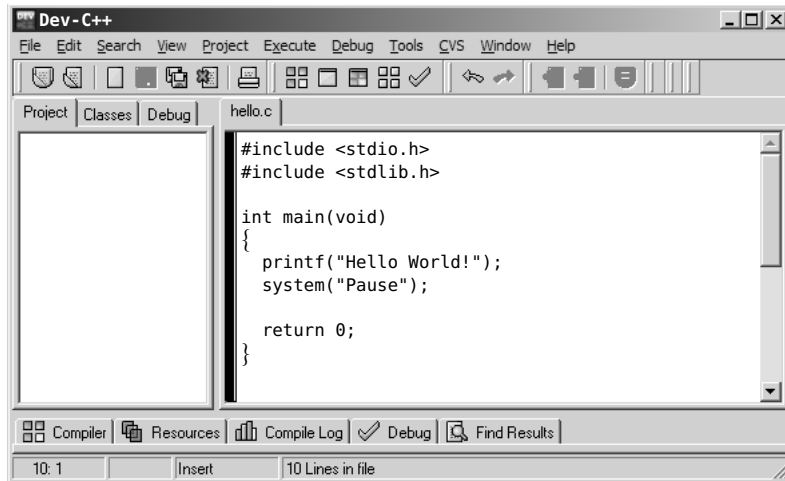 Dev-C++
File Edit Search View Project Execute Debug Tools CVS Window Help
Project Classes Debug hello.c
#include <stdio.h>
#include <stdlib.h>
int main(void)
{
printf("Hello World!");
system("Pause");
return 0;
}
Compiler Resources Compile Log Debug Find Results
10: 1 Insert 10 Lines in file